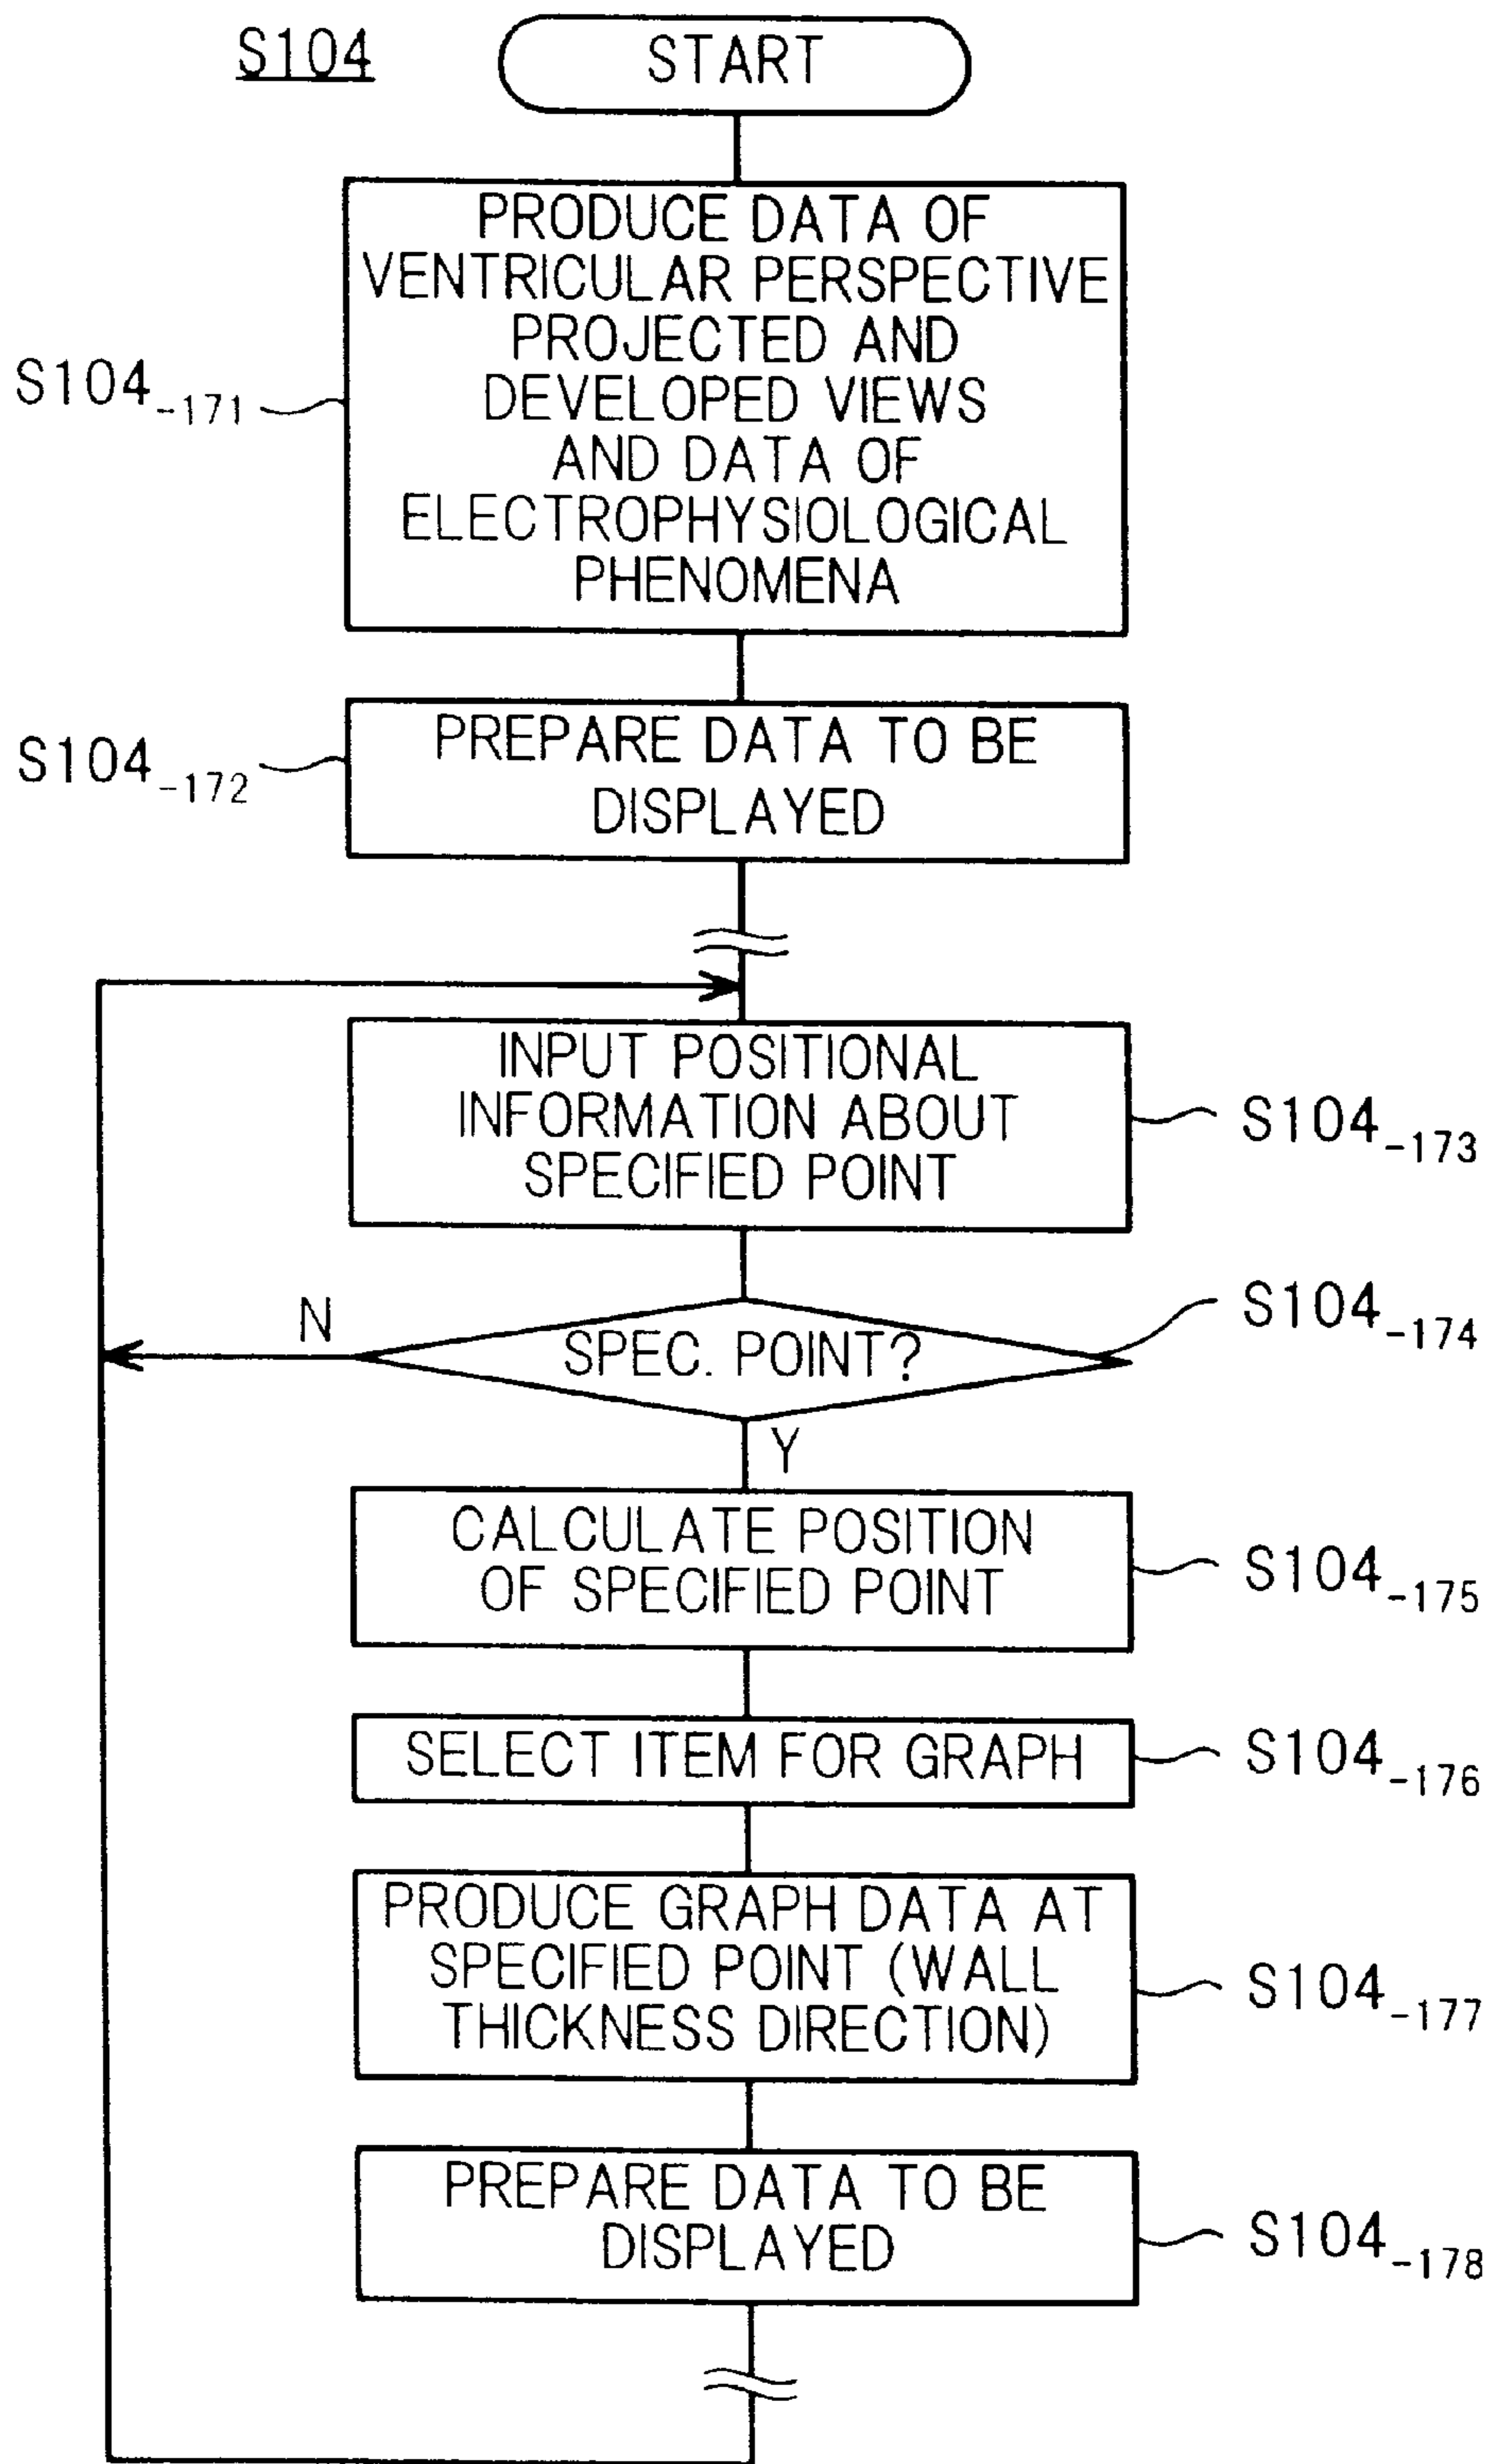 S104
START
PRODUCE DATA OF
VENTRICULAR PERSPECTIVE
PROJECTED AND
DEVELOPED VIEWS
AND DATA OF
ELECTROPHYSIOLOGICAL
PHENOMENA
S104-171
PREPARE DATA TO BE
DISPLAYED
S104-172
INPUT POSITIONAL
INFORMATION ABOUT
SPECIFIED POINT
S104-173
N
SPEC. POINT?
S104-174
Y
CALCULATE POSITION
OF SPECIFIED POINT
S104-175
SELECT ITEM FOR GRAPH
S104-176
PRODUCE GRAPH DATA AT
SPECIFIED POINT (WALL
THICKNESS DIRECTION)
S104-177
PREPARE DATA TO BE
DISPLAYED
S104-178